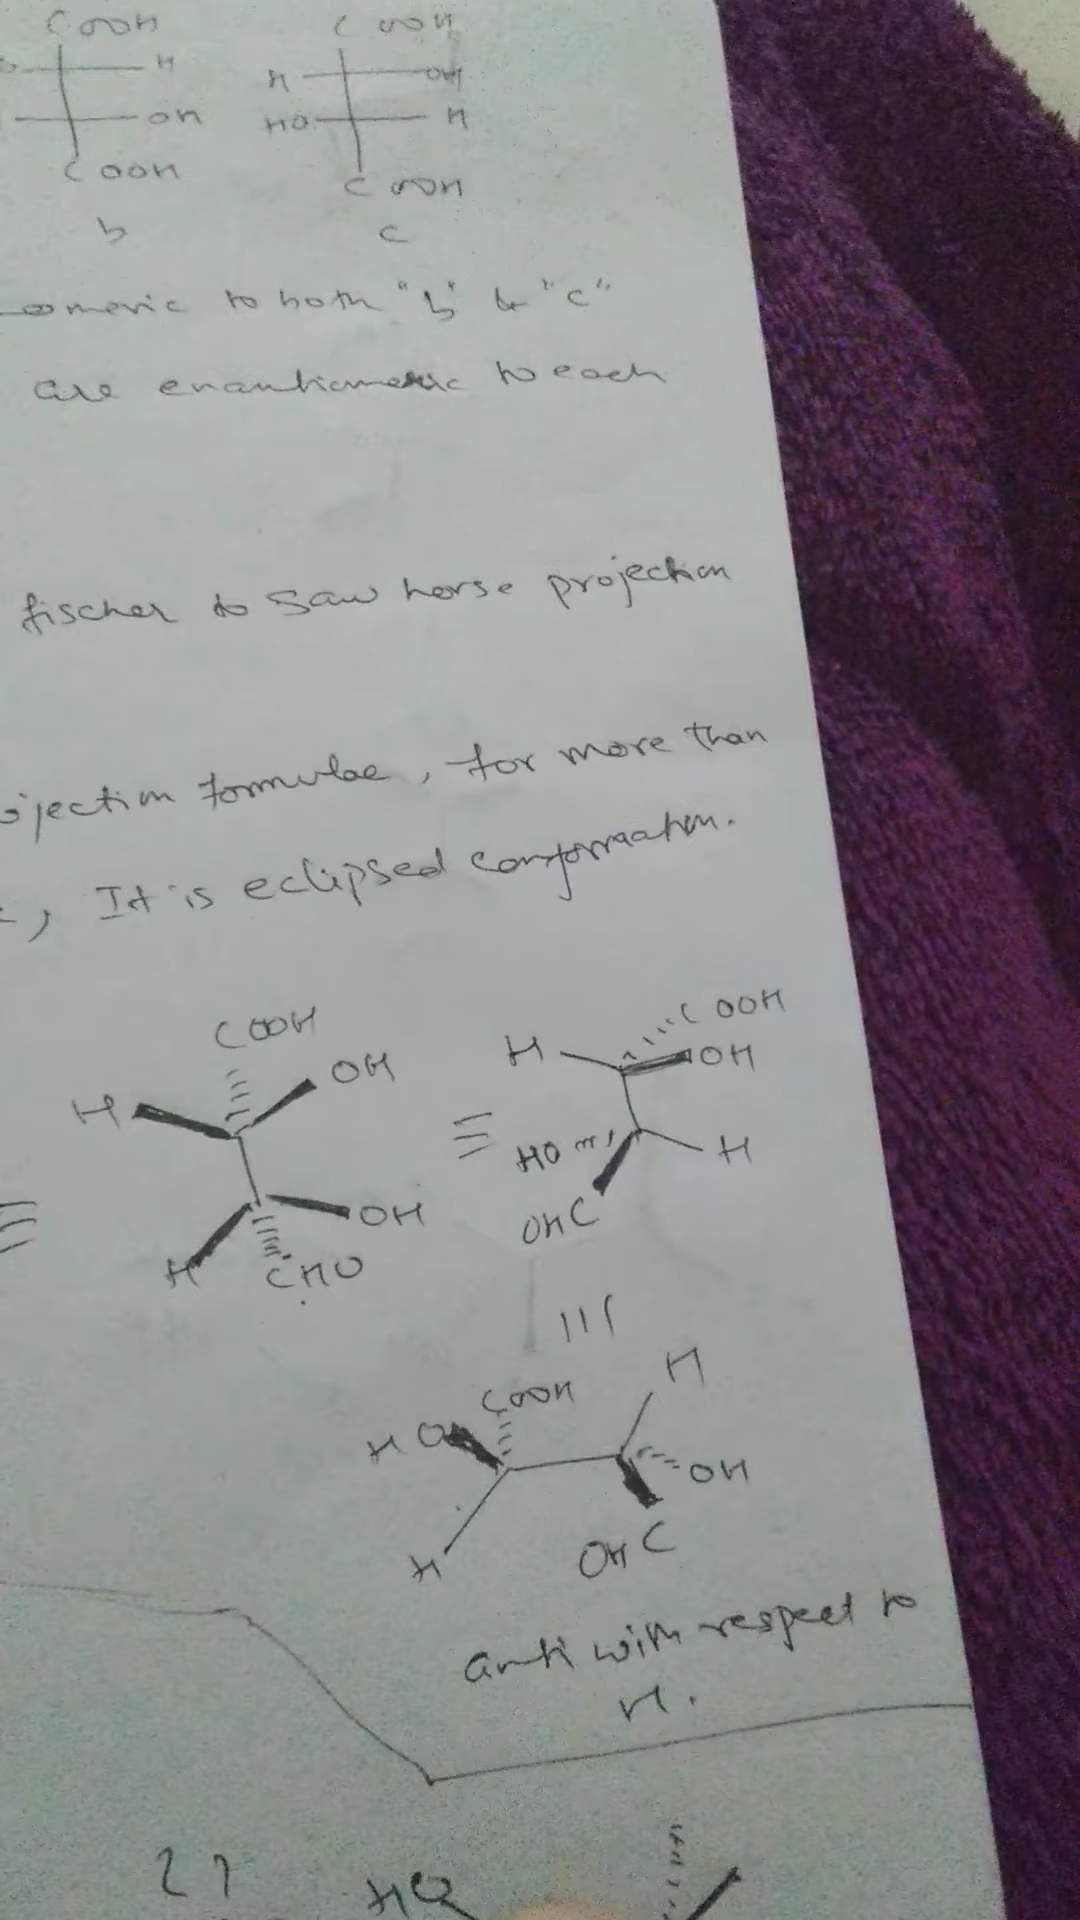 COOH COOH
H H OH
OH HO H
COOH COOH
b c
omeric to both "b" & "c"
are enantiomeric to each
fischer to Saw horse projection
ojection formulae, for more than
, It is eclipsed conformation.
COOH COOH
H OH H OH
HO H
OH OHC
H CHO
COOH H
HO OH
H OHC
anti with respect to
H.
2) HO